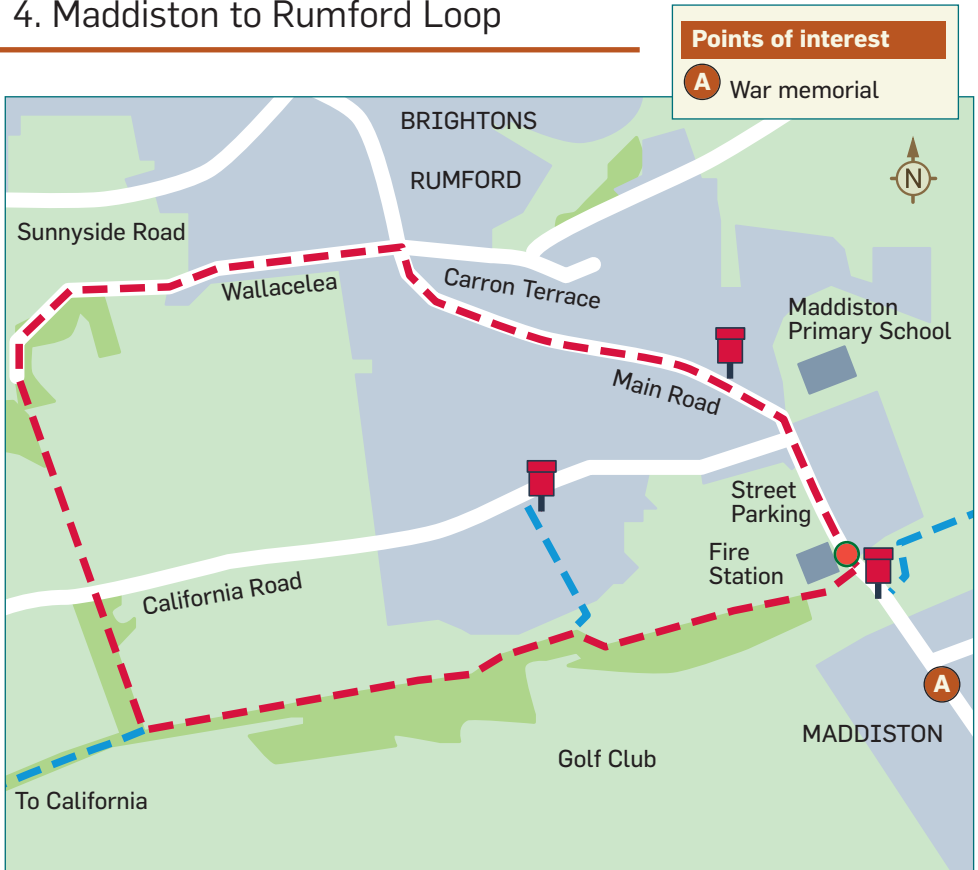 4. Maddiston to Rumford Loop
Points of interest
A War memorial
BRIGHTONS
RUMFORD
N
Sunnyside Road
Wallacelea
Carron Terrace
Maddiston
Primary School
Main Road
Street
Parking
Fire
Station
California Road
A
MADDISTON
Golf Club
To California